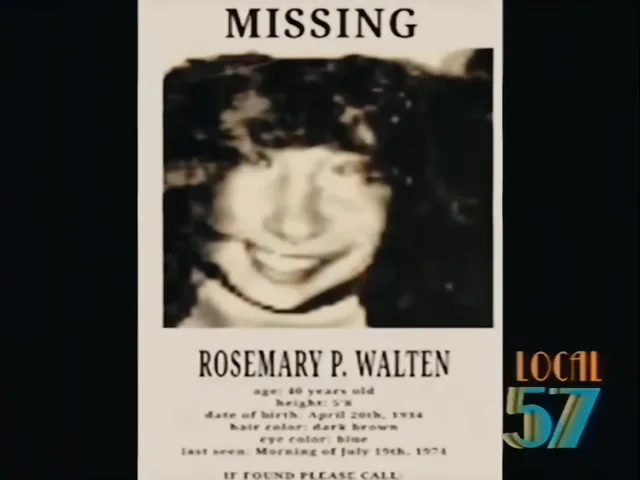 MISSING
ROSEMARY P. WALTEN
age: 40 years old
height: 5'8
date of birth: April 20th, 1934
hair color: dark brown
eye color: blue
last seen: Morning of July 19th, 1974
IF FOUND PLEASE CALL:
LOCAL
57